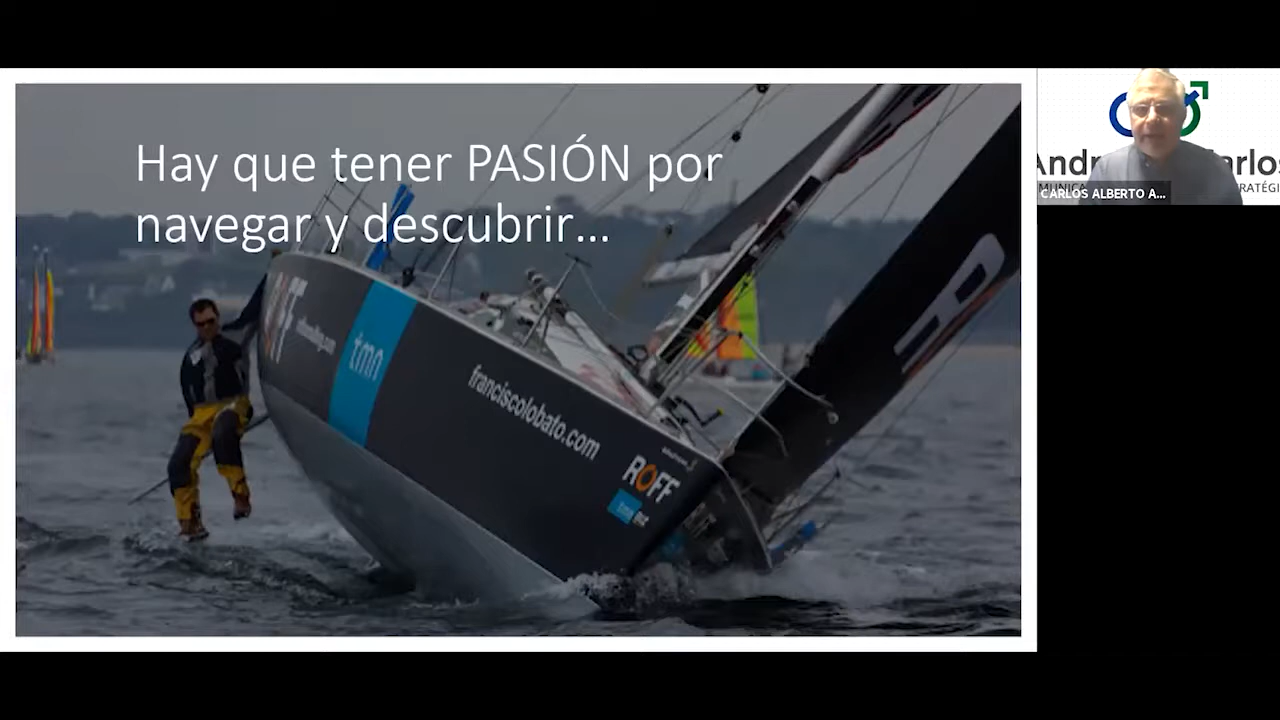 Hay que tener PASIÓN por
navegar y descubrir...
tmn
franciscolobato.com
ROFF
CARLOS ALBERTO A...